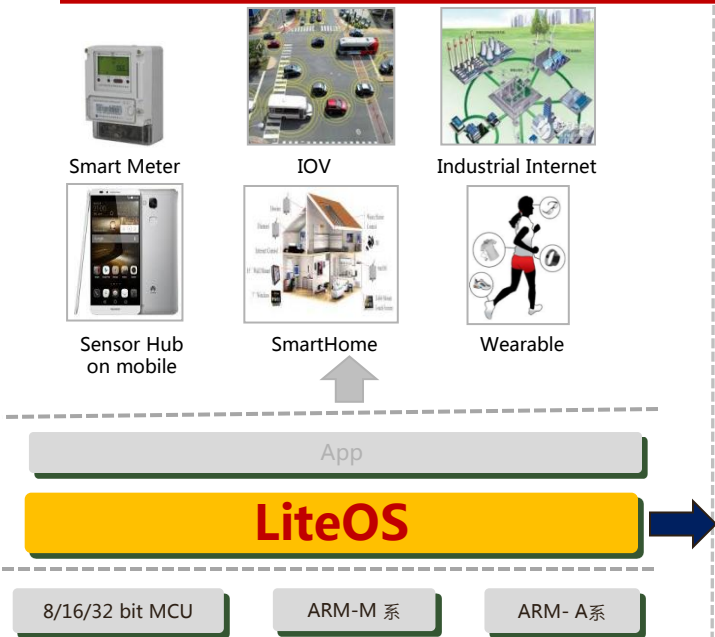 Smart Meter
IOV
Industrial Internet
Sensor Hub
on mobile
SmartHome
Wearable
App
LiteOS
8/16/32 bit MCU
ARM-M 系
ARM- A系